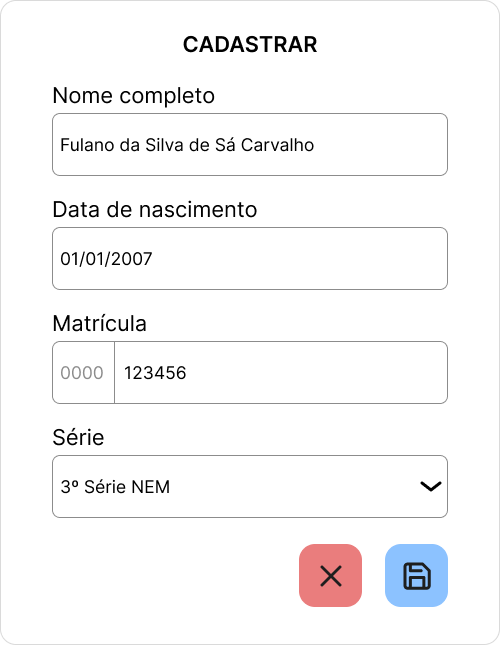 CADASTRAR
Nome completo
Fulano da Silva de Sá Carvalho
Data de nascimento
01/01/2007
Matrícula
0000 123456
Série
3º Série NEM